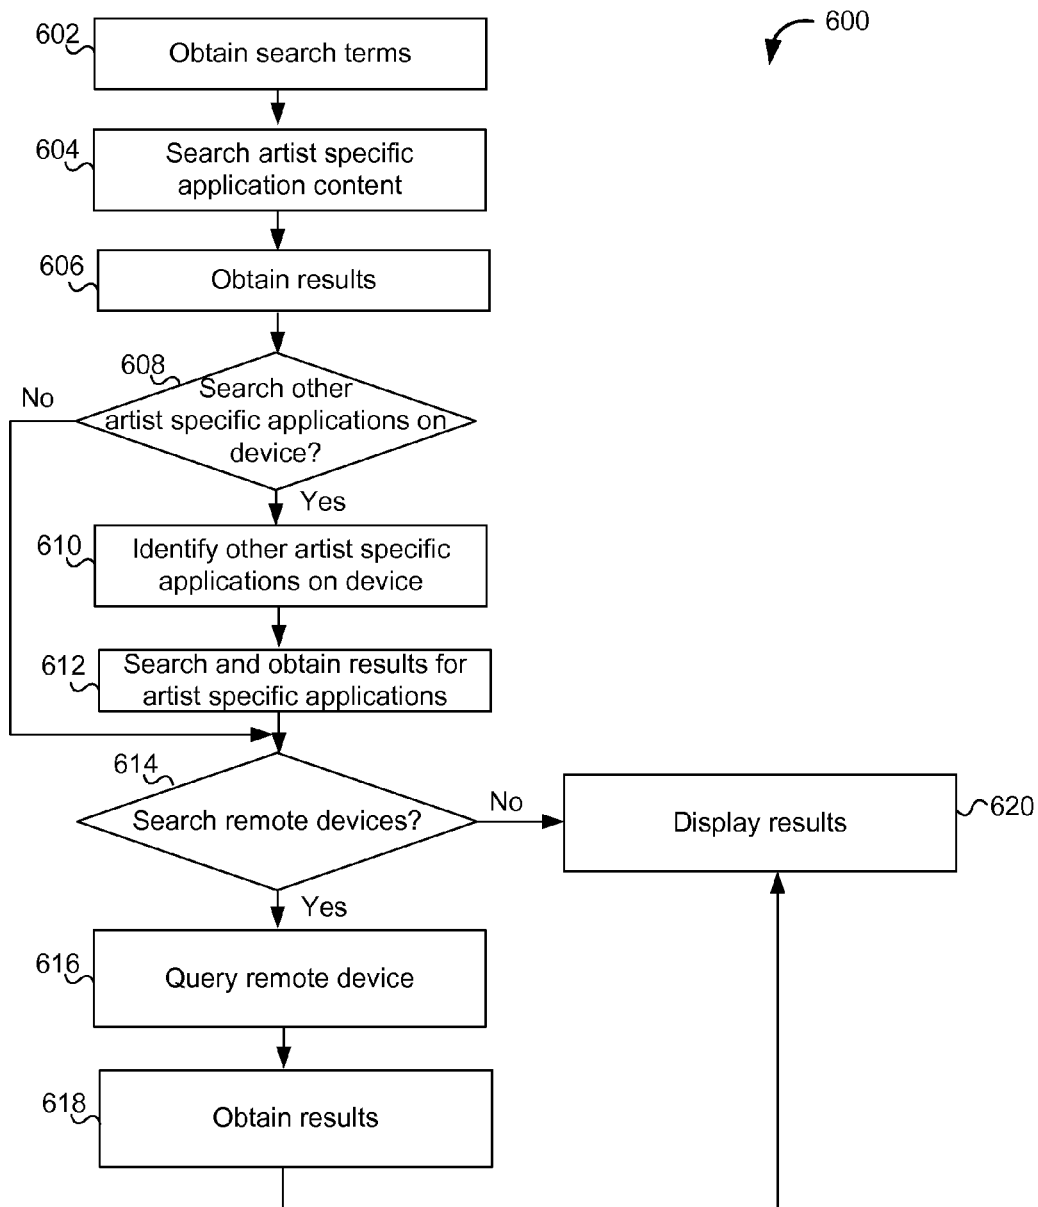 600
602
Obtain search terms
604
Search artist specific
application content
606
Obtain results
608
Search other
artist specific applications on
device?
No
Yes
610
Identify other artist specific
applications on device
612
Search and obtain results for
artist specific applications
614
Search remote devices?
No
Display results
620
Yes
616
Query remote device
618
Obtain results